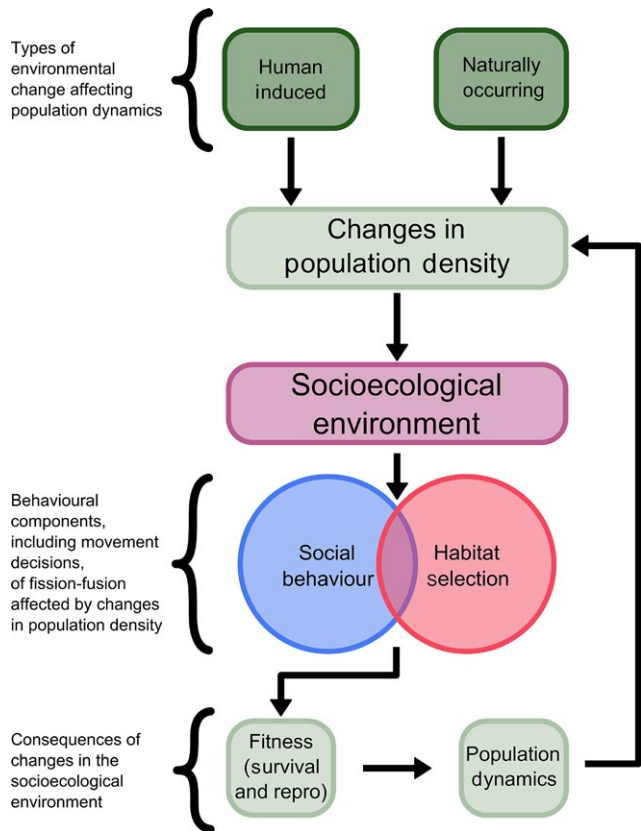 Types of
environmental
change affecting
population dynamics
Human
induced
Naturally
occurring
Changes in
population density
Socioecological
environment
Behavioural
components,
including movement
decisions,
of fission-fusion
affected by changes
in population density
Social
behaviour
Habitat
selection
Consequences of
changes in the
socioecological
environment
Fitness
(survival
and repro)
Population
dynamics